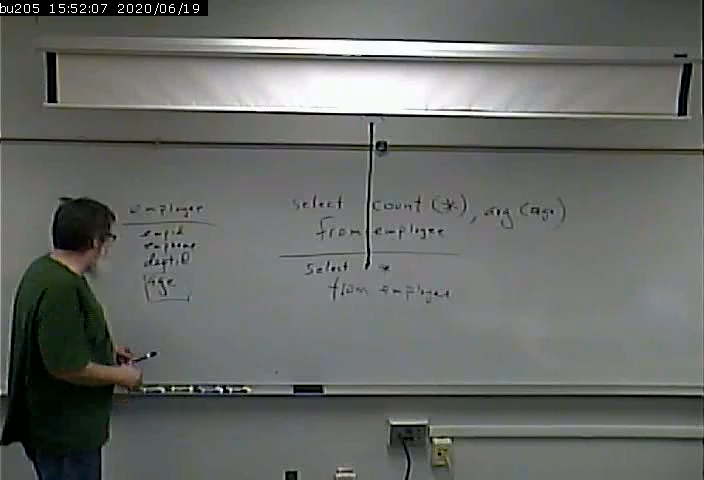 bu205 15:52:07 2020/06/19
employee
empid
empname
deptID
age
select count(*), avg(age)
from employee
select *
from employee